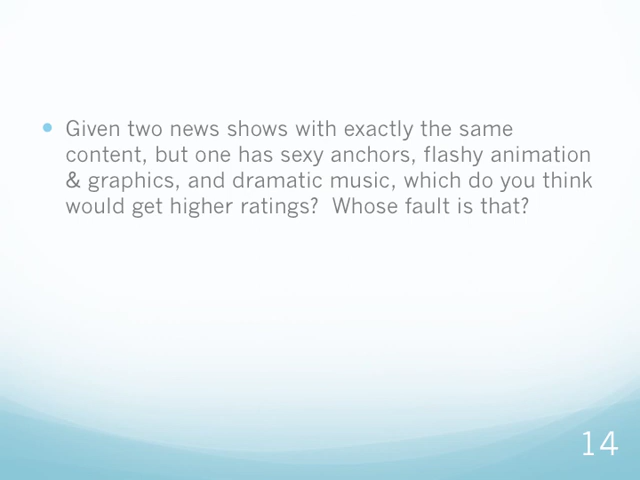 • Given two news shows with exactly the same
content, but one has sexy anchors, flashy animation
& graphics, and dramatic music, which do you think
would get higher ratings?  Whose fault is that?
14